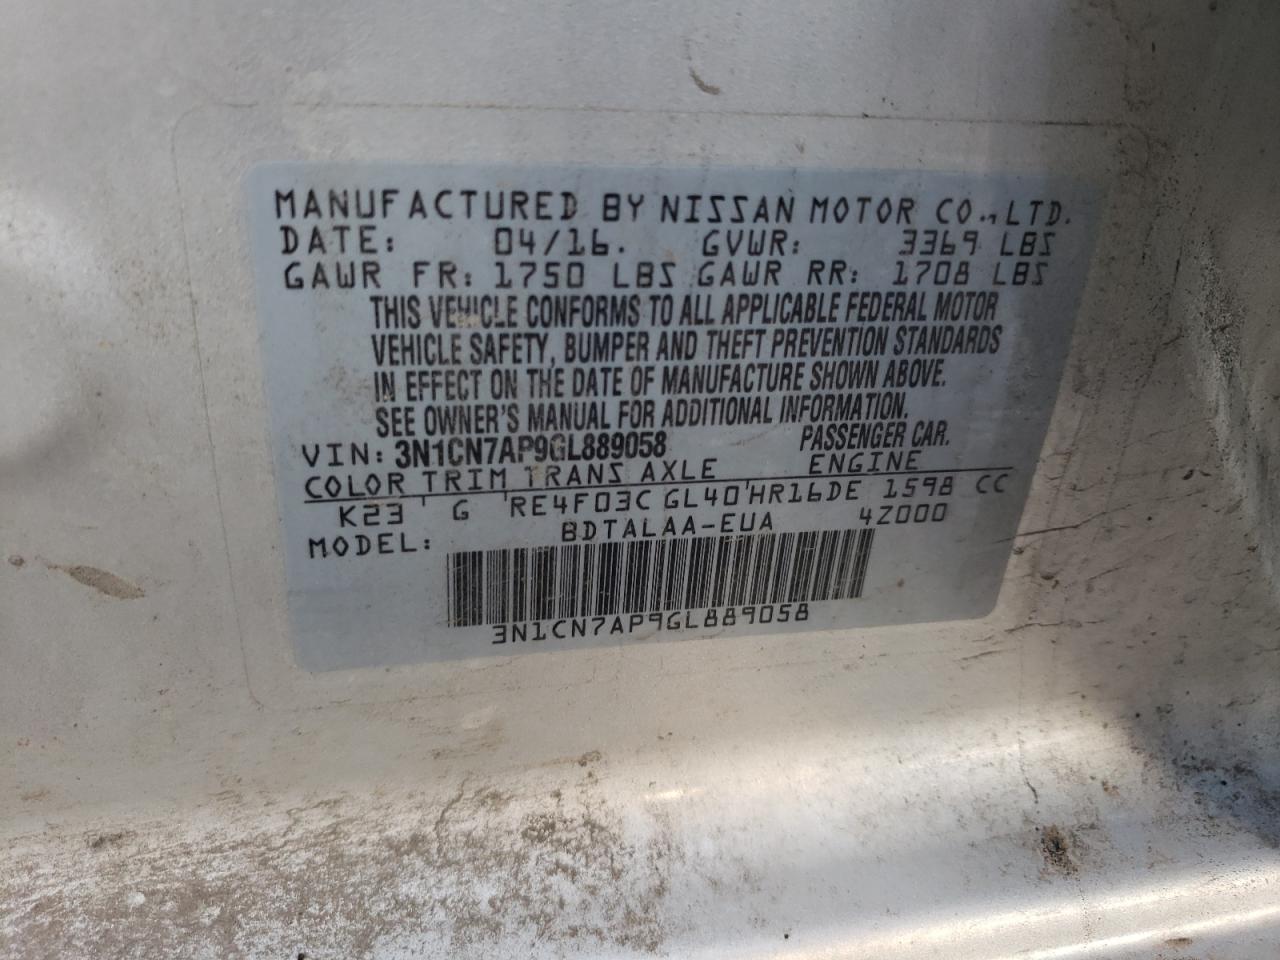 MANUFACTURED BY NISSAN MOTOR CO., LTD.
DATE: 04/16. GVWR: 3369 LBS
GAWR FR: 1750 LBS GAWR RR: 1708 LBS
THIS VEHICLE CONFORMS TO ALL APPLICABLE FEDERAL MOTOR
VEHICLE SAFETY, BUMPER AND THEFT PREVENTION STANDARDS
IN EFFECT ON THE DATE OF MANUFACTURE SHOWN ABOVE.
SEE OWNER'S MANUAL FOR ADDITIONAL INFORMATION.
VIN: 3N1CN7AP9GL889058 PASSENGER CAR.
COLOR TRIM TRANS AXLE ENGINE
K23 G RE4F03C GL40 HR16DE 1598 CC
MODEL: BDTALAA-EUA 4Z000
3N1CN7AP9GL889058